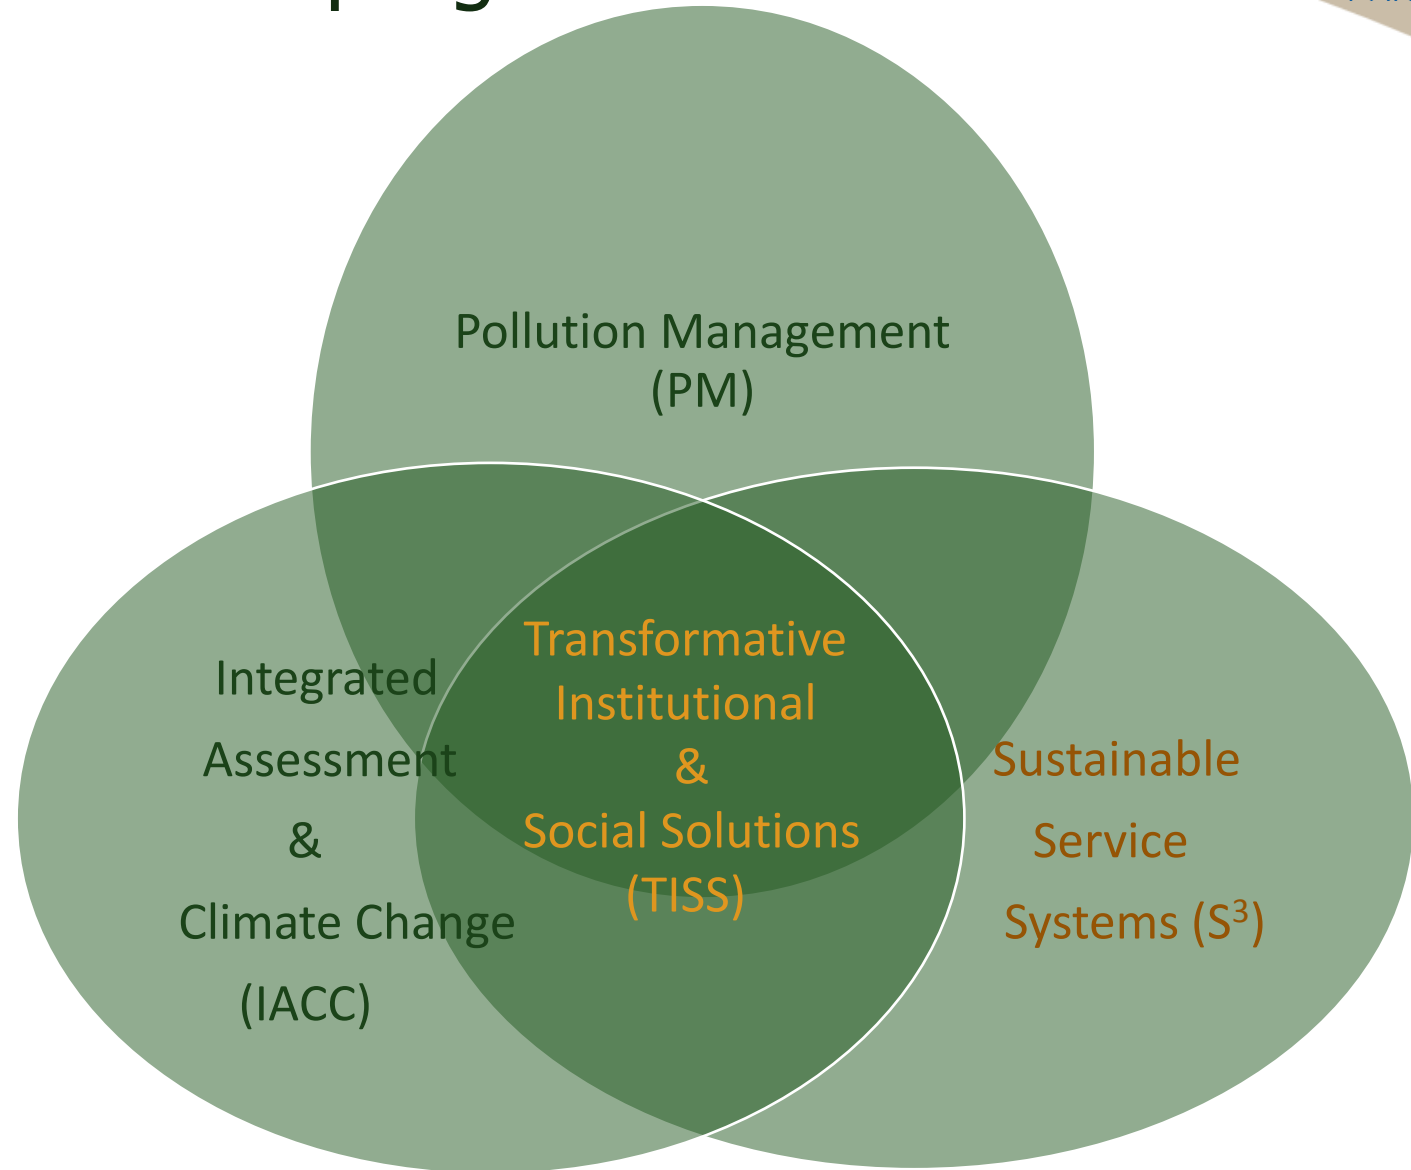 Pollution Management
(PM)
Integrated
Assessment
&
Climate Change
(IACC)
Transformative
Institutional
&
Social Solutions
(TISS)
Sustainable
Service
Systems (S³)